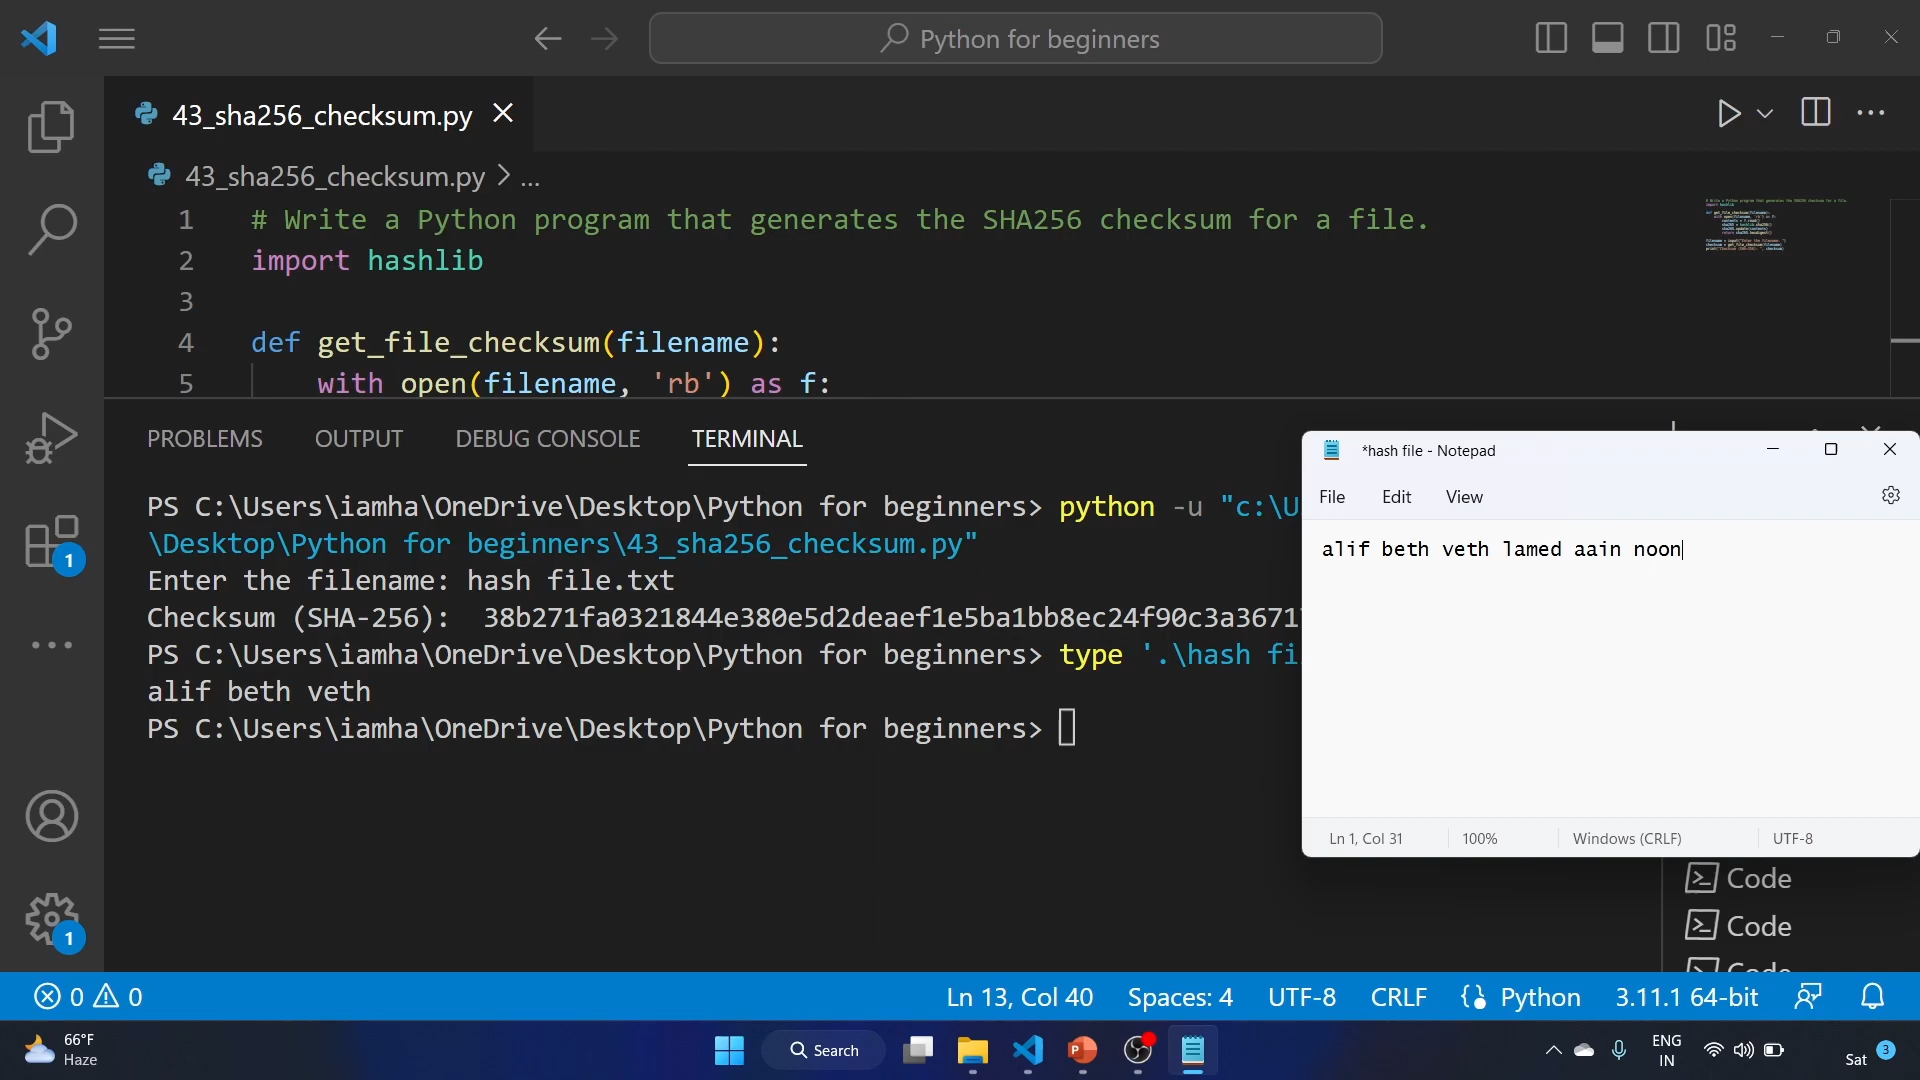 Python for beginners
43_sha256_checksum.py
43_sha256_checksum.py > ...
1 # Write a Python program that generates the SHA256 checksum for a file.
2 import hashlib
3
4 def get_file_checksum(filename):
5 with open(filename, 'rb') as f:
PROBLEMS OUTPUT DEBUG CONSOLE TERMINAL
PS C:\Users\iamha\OneDrive\Desktop\Python for beginners> python -u "c:\U
\Desktop\Python for beginners\43_sha256_checksum.py"
Enter the filename: hash file.txt
Checksum (SHA-256): 38b271fa0321844e380e5d2deaef1e5ba1bb8ec24f90c3a3671
PS C:\Users\iamha\OneDrive\Desktop\Python for beginners> type '.\hash fi
alif beth veth
PS C:\Users\iamha\OneDrive\Desktop\Python for beginners>
*hash file - Notepad
File Edit View
alif beth veth lamed aain noon
Ln 1, Col 31 100% Windows (CRLF) UTF-8
Code
Code
Code
1
1
0 0 Ln 13, Col 40 Spaces: 4 UTF-8 CRLF Python 3.11.1 64-bit
66°F
Haze
Search
ENG
IN
Sat 3